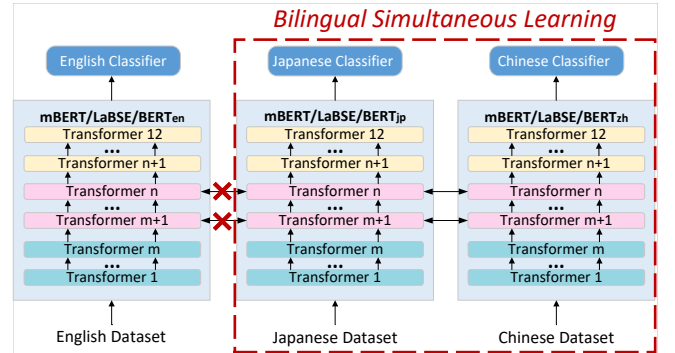 Bilingual Simultaneous Learning
English Classifier
Japanese Classifier
Chinese Classifier
mBERT/LaBSE/BERTen
Transformer 12
...
Transformer n+1
Transformer n
...
Transformer m+1
Transformer m
...
Transformer 1
English Dataset
mBERT/LaBSE/BERTjp
Transformer 12
...
Transformer n+1
Transformer n
...
Transformer m+1
Transformer m
...
Transformer 1
Japanese Dataset
mBERT/LaBSE/BERTzh
Transformer 12
...
Transformer n+1
Transformer n
...
Transformer m+1
Transformer m
...
Transformer 1
Chinese Dataset